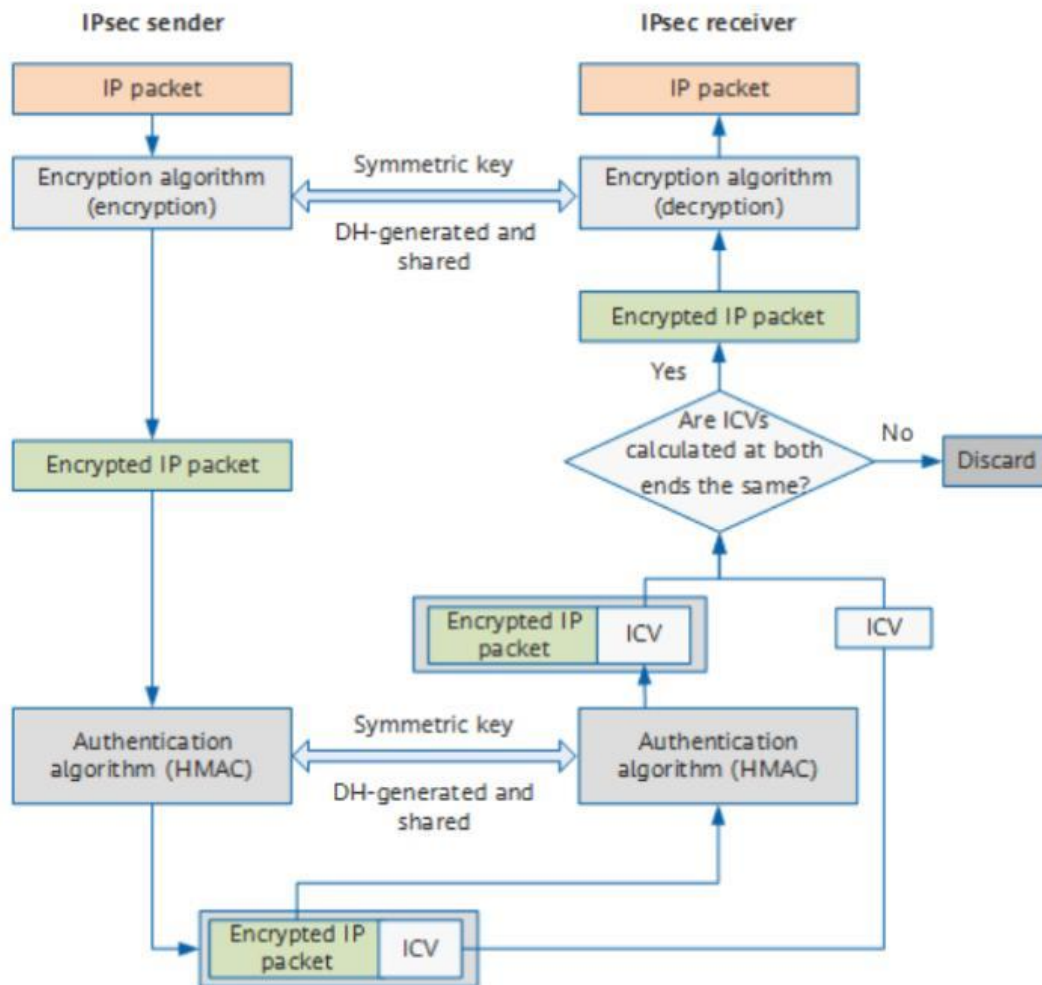 IPsec sender
IPsec receiver
IP packet
IP packet
Encryption algorithm
(encryption)
Symmetric key
DH-generated and
shared
Encryption algorithm
(decryption)
Encrypted IP packet
Yes
Are ICVs
calculated at both
ends the same?
No
Discard
Encrypted IP packet
Encrypted IP
packet
ICV
ICV
Authentication
algorithm (HMAC)
Symmetric key
DH-generated and
shared
Authentication
algorithm (HMAC)
Encrypted IP
packet
ICV